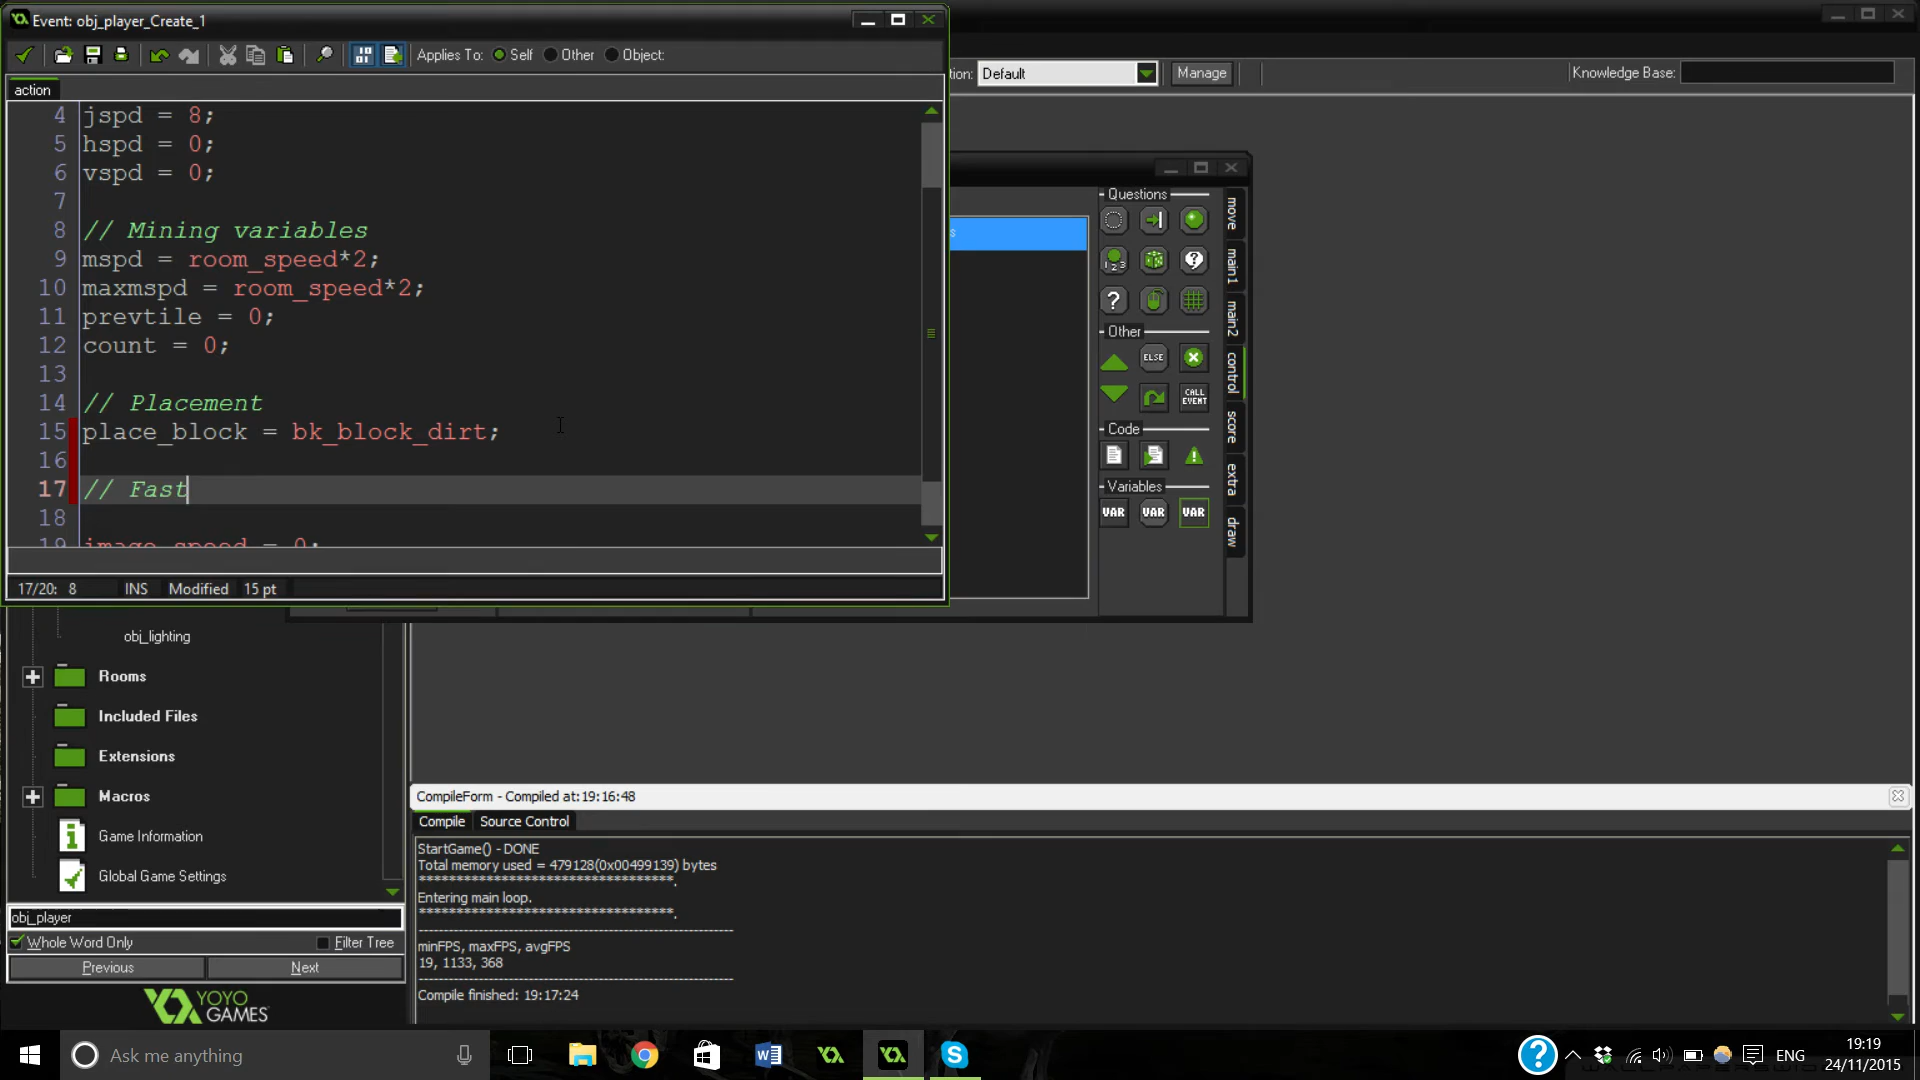 Event: obj_player_Create_1
Applies To: Self Other Object:
action
4 jspd = 8;
5 hspd = 0;
6 vspd = 0;
7
8 // Mining variables
9 mspd = room_speed*2;
10 maxmspd = room_speed*2;
11 prevtile = 0;
12 count = 0;
13
14 // Placement
15 place_block = bk_block_dirt;
16
17 // Fast
18
19 image_speed = 0;
17/20: 8 INS Modified 15 pt
Default Manage
Knowledge Base:
Questions
Other
ELSE
CALL EVENT
Code
Variables
VAR VAR VAR
move
main1
main2
control
score
extra
draw
obj_lighting
Rooms
Included Files
Extensions
Macros
Game Information
Global Game Settings
obj_player
Whole Word Only Filter Tree
Previous Next
YOYO
GAMES
CompileForm - Compiled at:19:16:48
Compile Source Control
StartGame() - DONE
Total memory used = 479128(0x00499139) bytes
***********************************.
Entering main loop.
***********************************.
minFPS, maxFPS, avgFPS
19, 1133, 368
Compile finished: 19:17:24
Ask me anything
ENG
19:19
24/11/2015